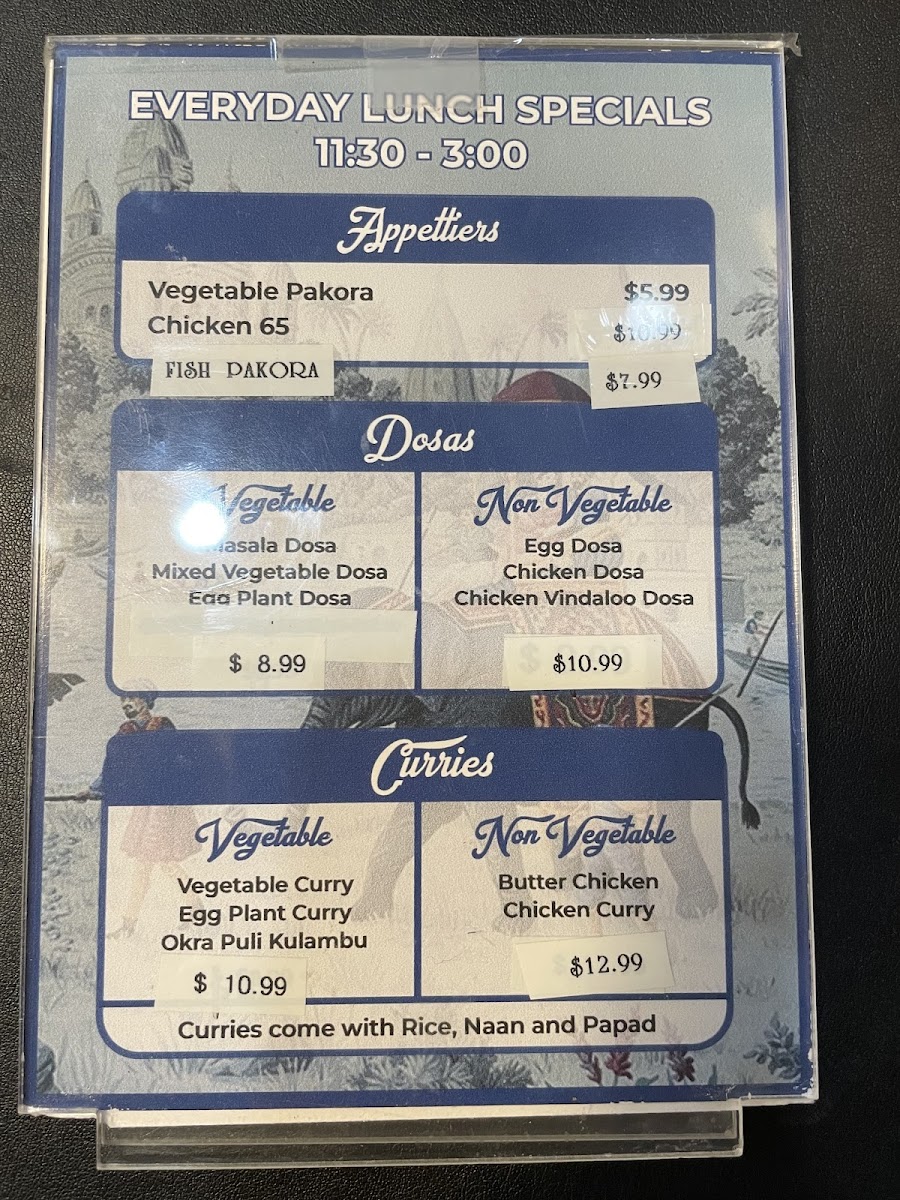 EVERYDAY LUNCH SPECIALS
11:30 - 3:00
Appettiers
Vegetable Pakora $5.99
Chicken 65 $10.99
FISH PAKORA $7.99
Dosas
Vegetable
Masala Dosa
Mixed Vegetable Dosa
Egg Plant Dosa
$ 8.99
Non Vegetable
Egg Dosa
Chicken Dosa
Chicken Vindaloo Dosa
$10.99
Curries
Vegetable
Vegetable Curry
Egg Plant Curry
Okra Puli Kulambu
$ 10.99
Non Vegetable
Butter Chicken
Chicken Curry
$12.99
Curries come with Rice, Naan and Papad